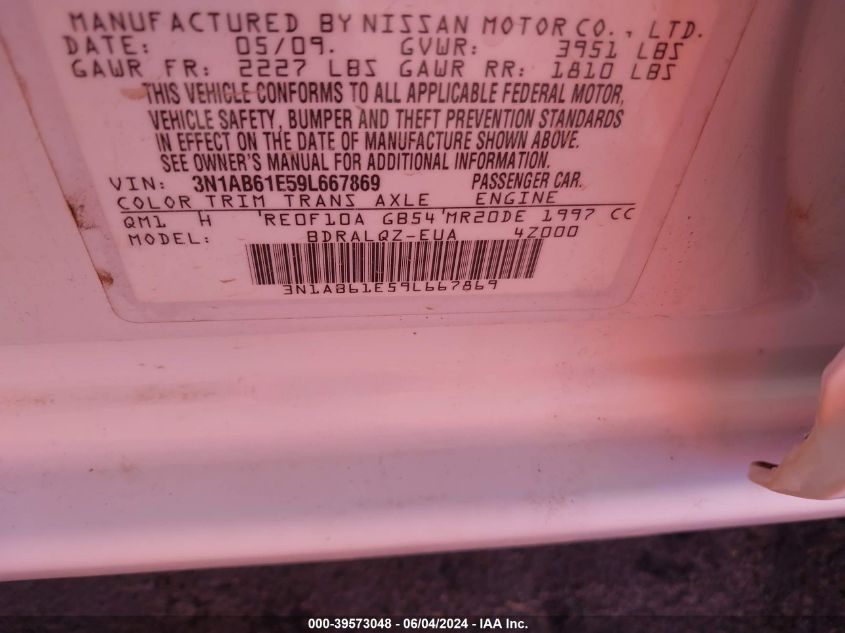 MANUFACTURED BY NISSAN MOTOR CO., LTD.
DATE: 05/09. GVWR: 3951 LBS
GAWR FR: 2227 LBS GAWR RR: 1810 LBS
THIS VEHICLE CONFORMS TO ALL APPLICABLE FEDERAL MOTOR,
VEHICLE SAFETY, BUMPER AND THEFT PREVENTION STANDARDS
IN EFFECT ON THE DATE OF MANUFACTURE SHOWN ABOVE.
SEE OWNER'S MANUAL FOR ADDITIONAL INFORMATION.
VIN: 3N1AB61E59L667869 PASSENGER CAR.
COLOR TRIM TRANS AXLE ENGINE
QM1 H 'RE0F10A GB54'MR20DE 1997 CC
MODEL: BDRALQZ-EUA 4Z000
3N1AB61E59L667869
000-39573048 - 06/04/2024 - IAA Inc.